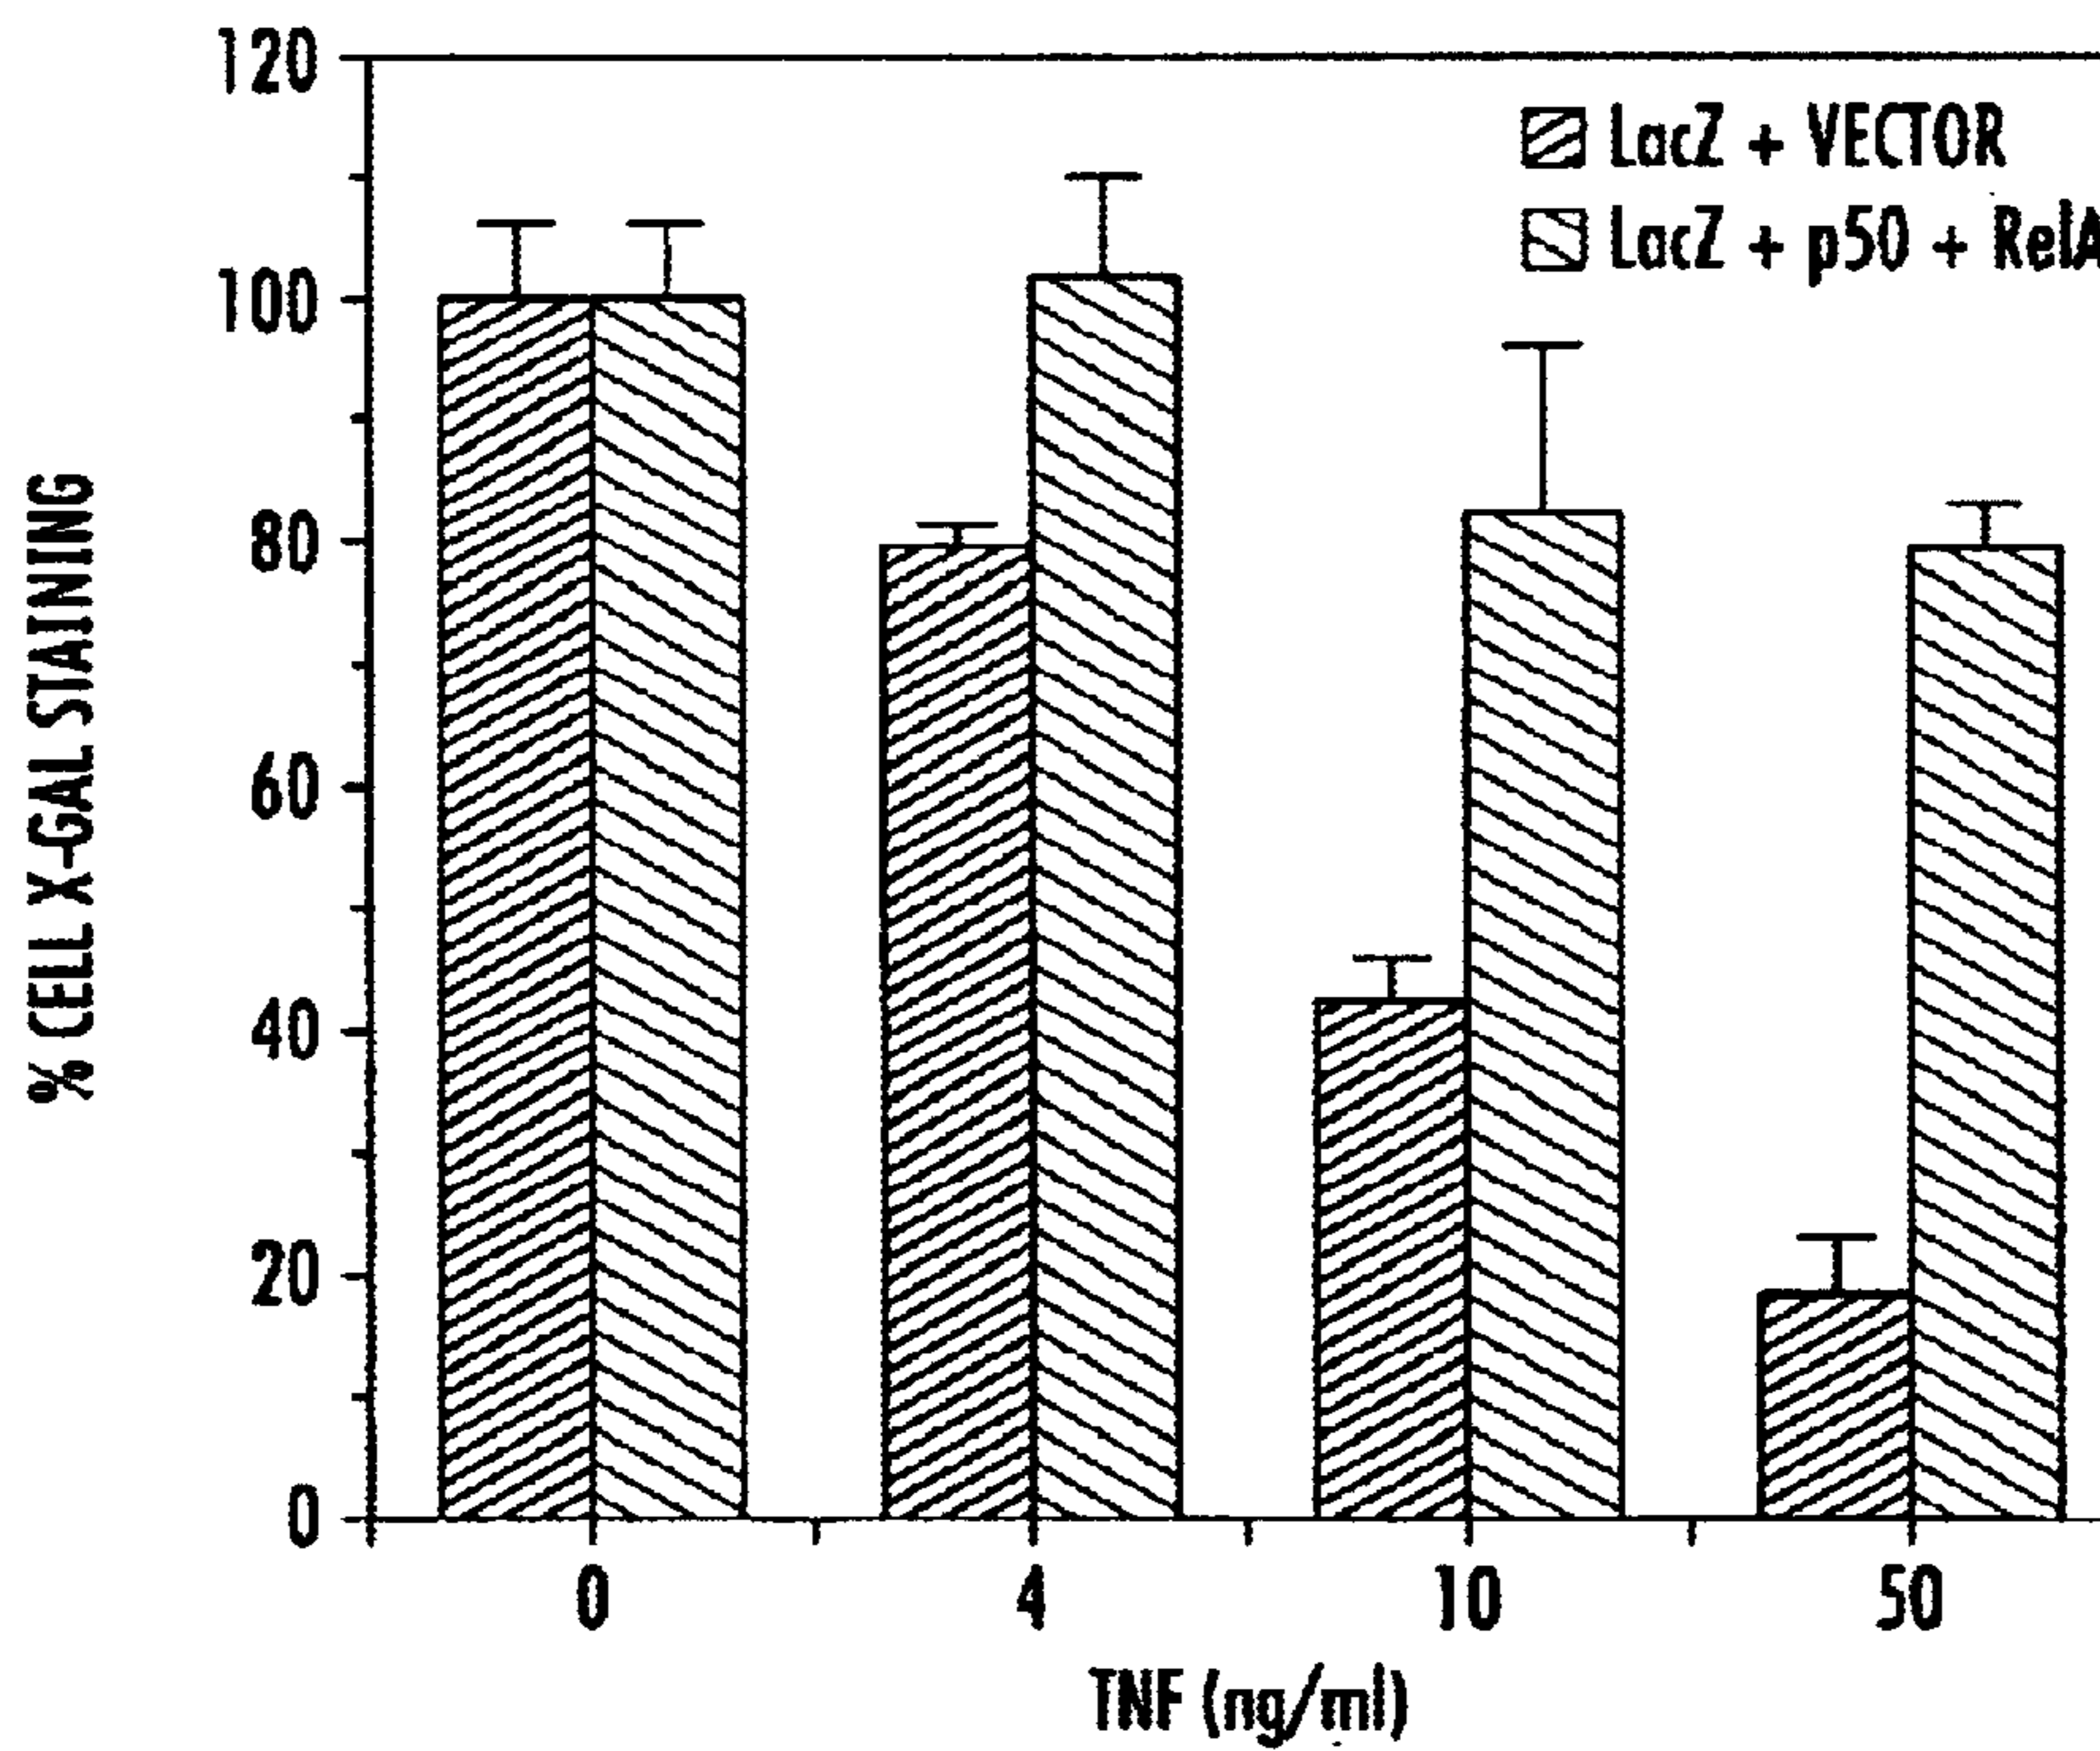 120
100
80
60
40
20
0
% CELL X-GAL STAINING
LacZ + VECTOR
LacZ + p50 + RelA
0 4 10 50
TNF (ng/ml)